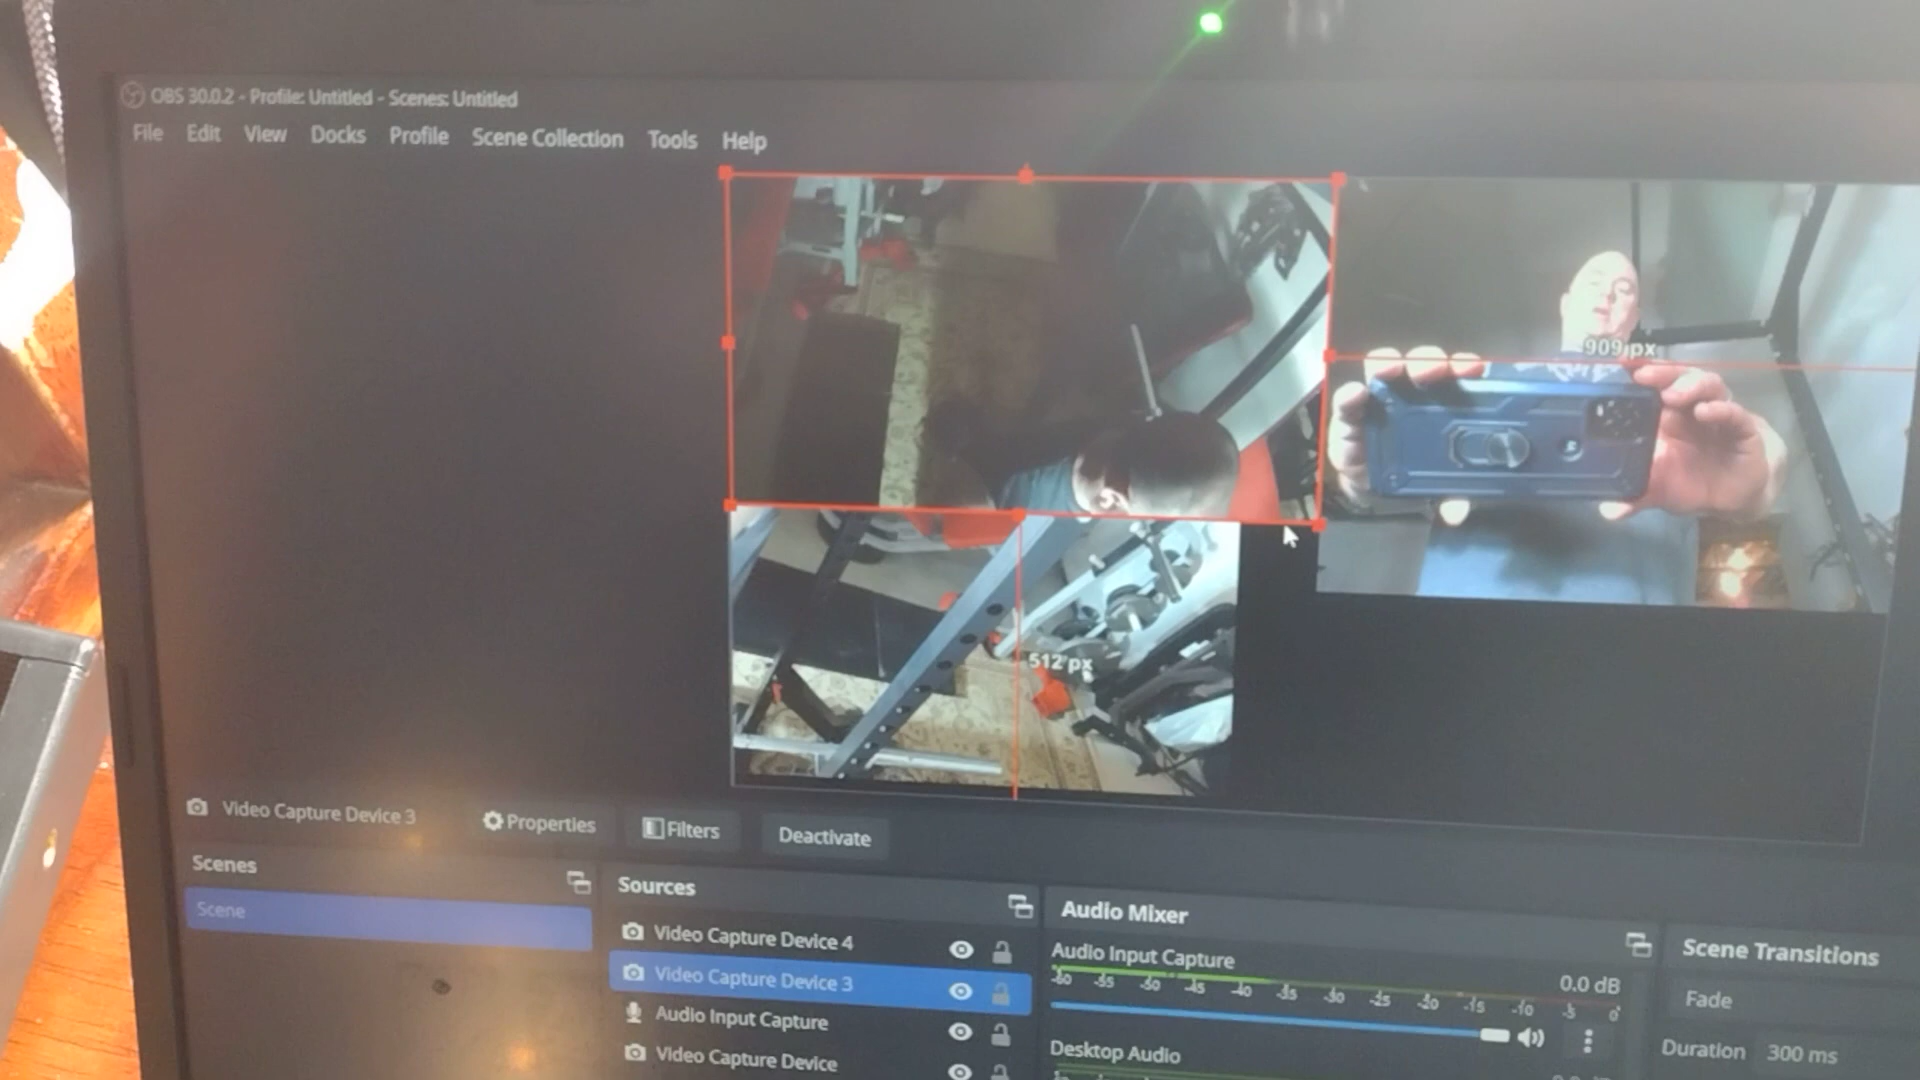 OBS 30.0.2 - Profile: Untitled - Scenes: Untitled
File Edit View Docks Profile Scene Collection Tools Help
909 px
512 px
Video Capture Device 3 Properties Filters Deactivate
Scenes
Scene
Sources
Video Capture Device 4
Video Capture Device 3
Audio Input Capture
Video Capture Device
Audio Mixer
Audio Input Capture 0.0 dB
-60 -55 -50 -45 -40 -35 -30 -25 -20 -15 -10 -5 0
Desktop Audio
Scene Transitions
Fade
Duration 300 ms